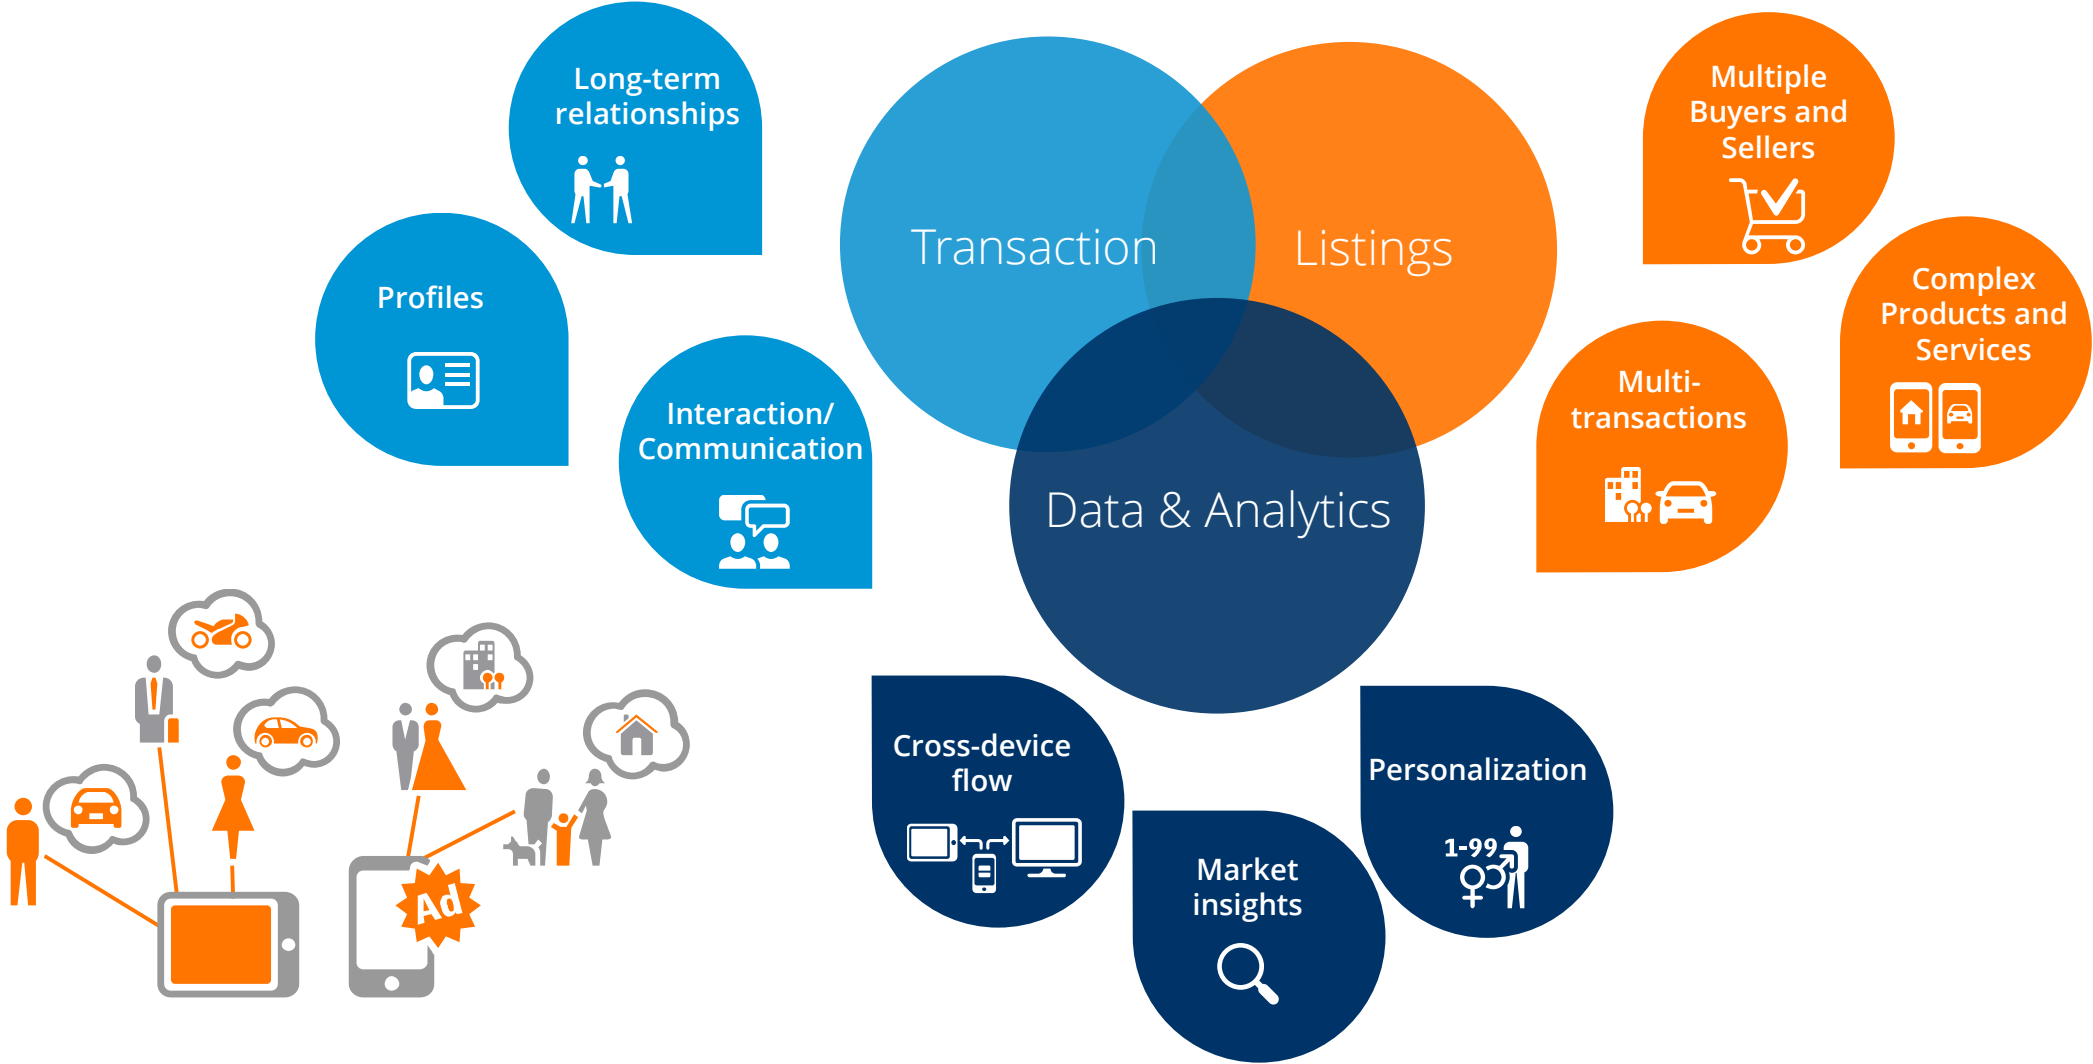 Long-term
relationships
Profiles
Interaction/
Communication
Transaction
Listings
Data & Analytics
Multiple
Buyers and
Sellers
Complex
Products and
Services
Multi-
transactions
Cross-device
flow
Market
insights
Personalization
1-99
Ad